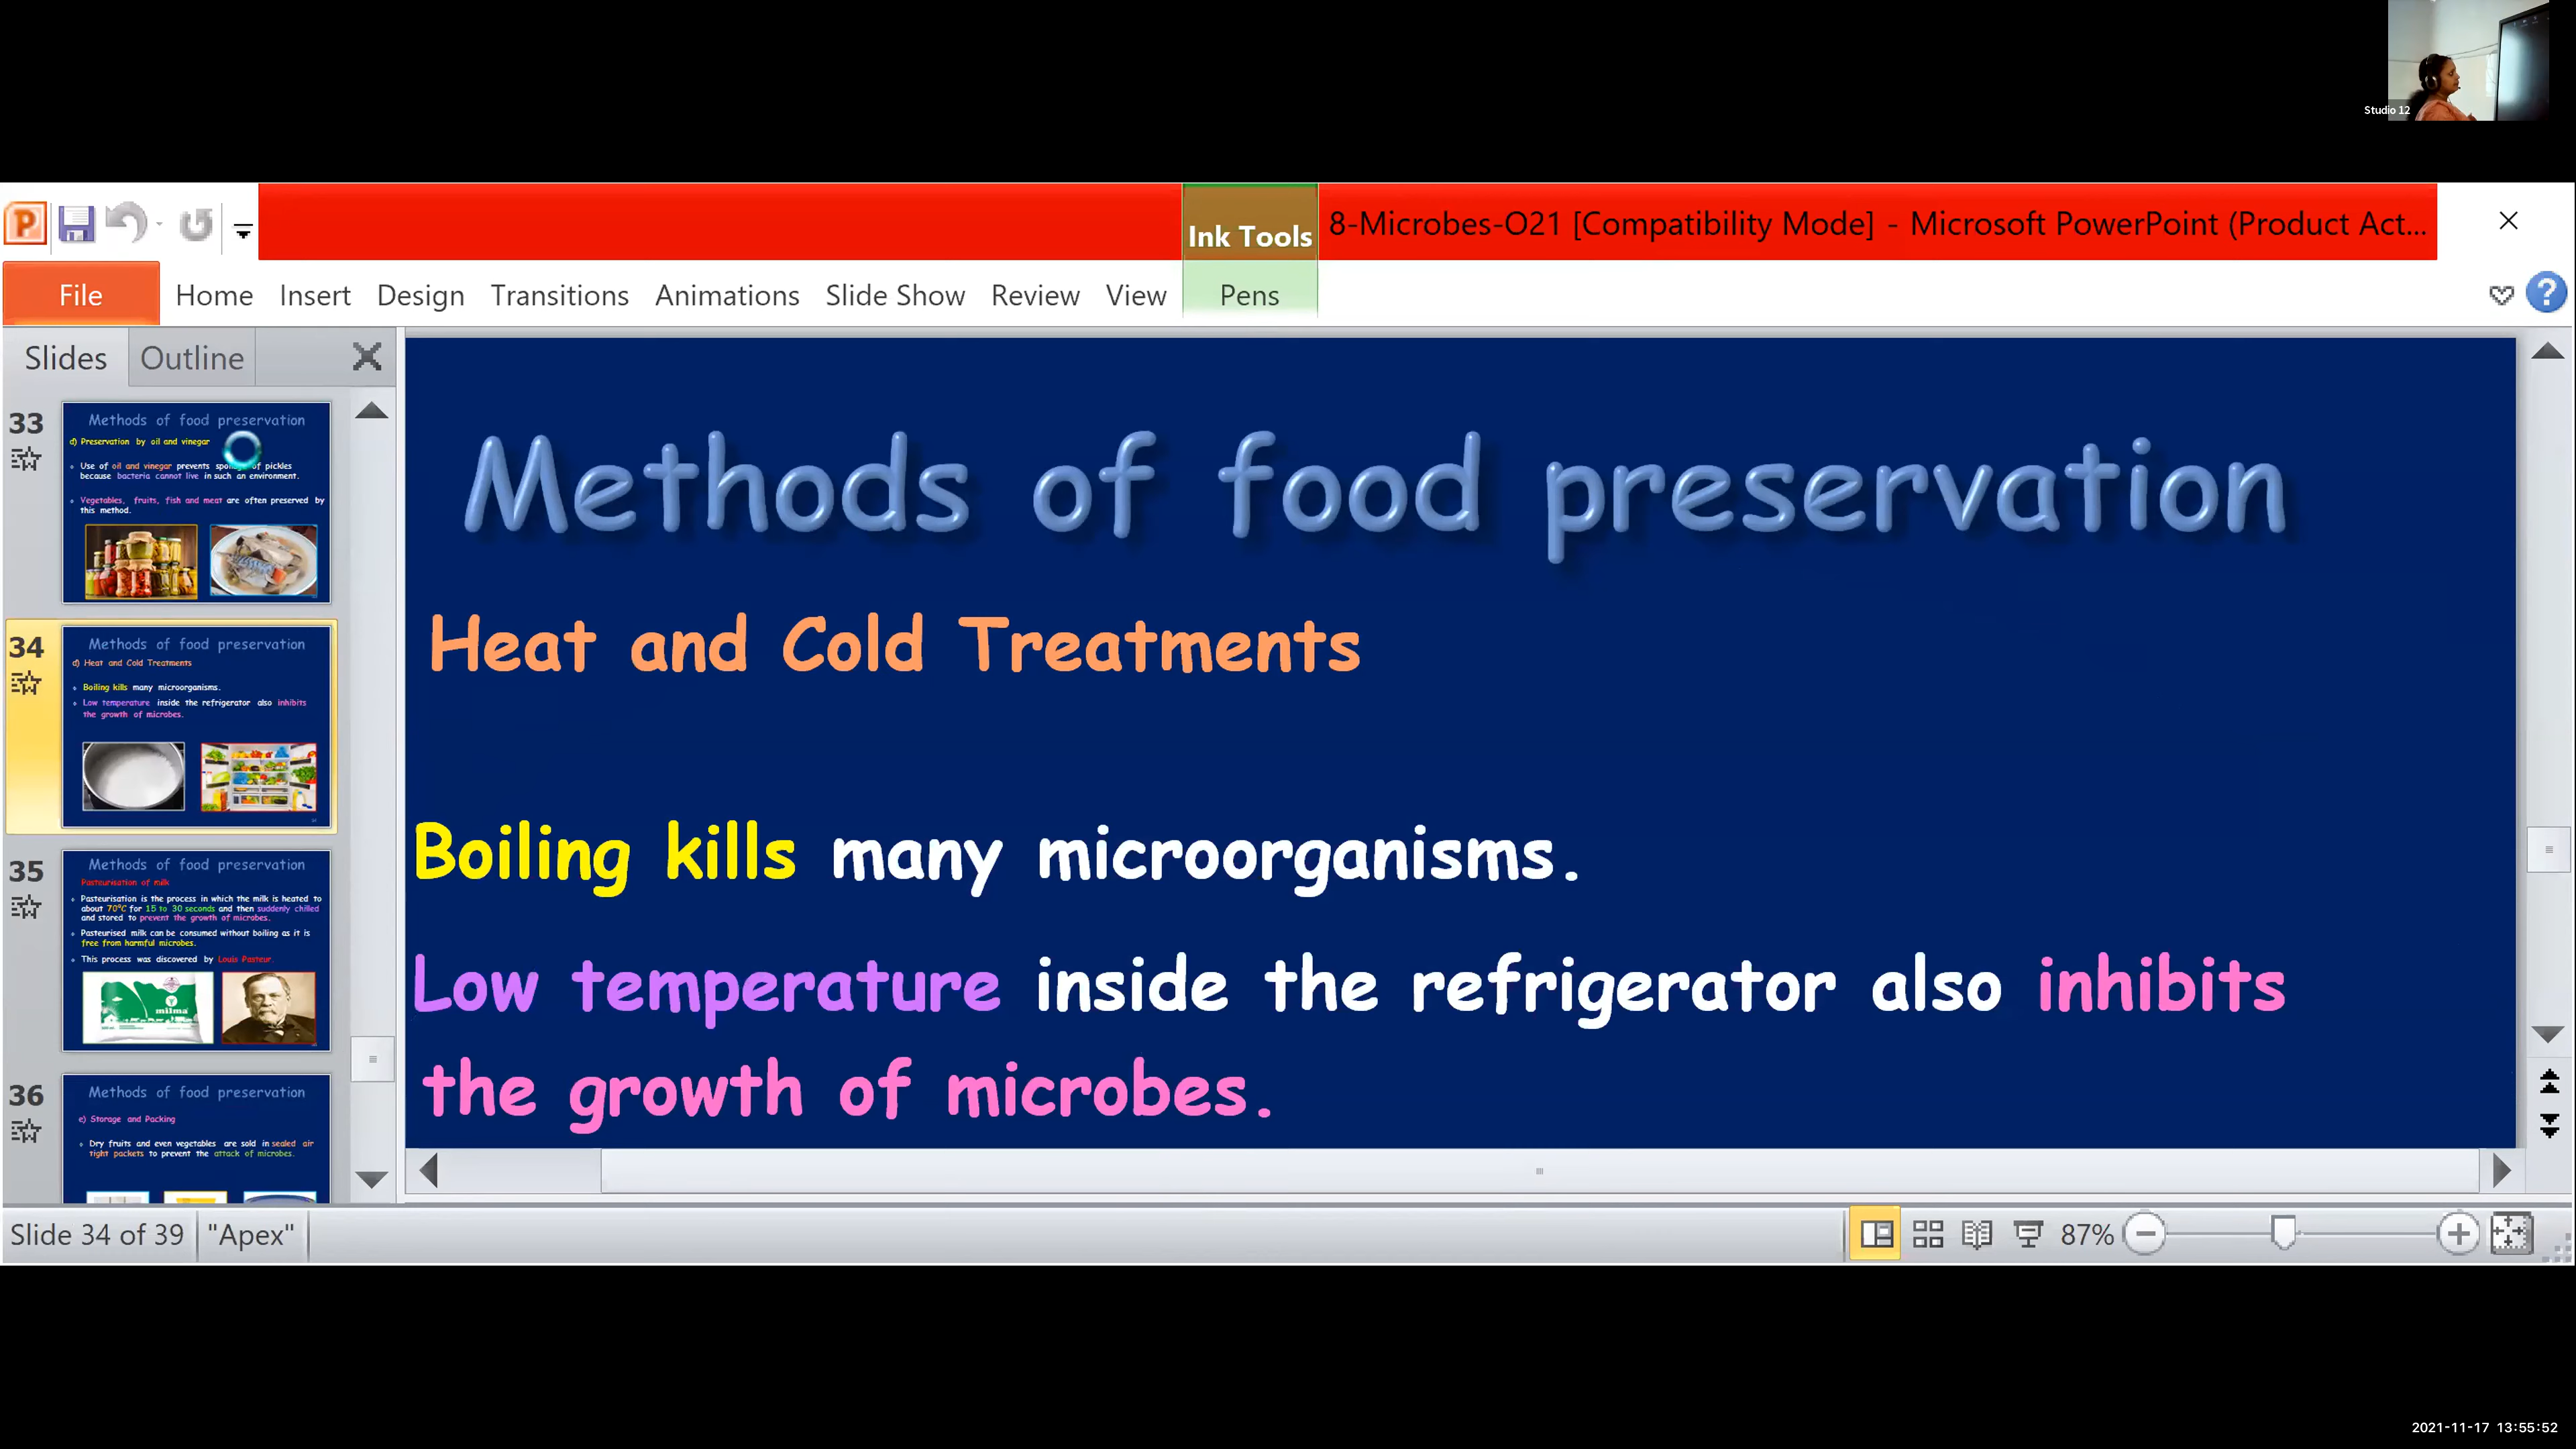 Studio 12
Ink Tools
8-Microbes-O21 [Compatibility Mode] - Microsoft PowerPoint (Product Act...
File Home Insert Design Transitions Animations Slide Show Review View Pens
Slides Outline
33
Methods of food preservation
d) Preservation by oil and vinegar
Use of oil and vinegar prevents of pickles
because bacteria cannot live in such an environment.
Vegetables, fruits, fish and meat are often preserved by
this method.
34
Methods of food preservation
d) Heat and Cold Treatments
Boiling kills many microorganisms.
Low temperature inside the refrigerator also inhibits
the growth of microbes.
35
Methods of food preservation
Pasteurisation of milk
Pasteurisation is the process in which the milk is heated to
about 70°C for 15 to 30 seconds and then suddenly chilled
and stored to prevent the growth of microbes.
Pasteurised milk can be consumed without boiling as it is
free from harmful microbes.
This process was discovered by Louis Pasteur.
milma
36
Methods of food preservation
e) Storage and Packing
Dry fruits and even vegetables are sold in sealed air
tight packets to prevent the attack of microbes.
Methods of food preservation
Heat and Cold Treatments
Boiling kills many microorganisms.
Low temperature inside the refrigerator also inhibits
the growth of microbes.
Slide 34 of 39 "Apex" 87%
2021-11-17 13:55:52